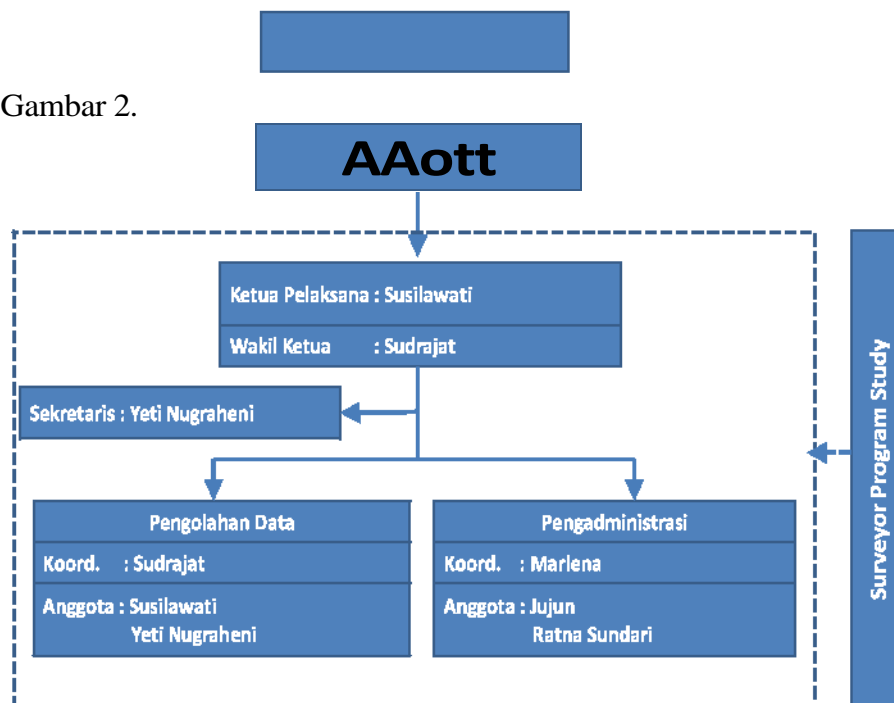 Gambar 2.
AAott
Ketua Pelaksana : Susilawati
Wakil Ketua : Sudrajat
Sekretaris : Yeti Nugraheni
Pengolahan Data
Koord. : Sudrajat
Anggota : Susilawati
Yeti Nugraheni
Pengadministrasi
Koord. : Marlena
Anggota : Jujun
Ratna Sundari
Surveyor Program Study